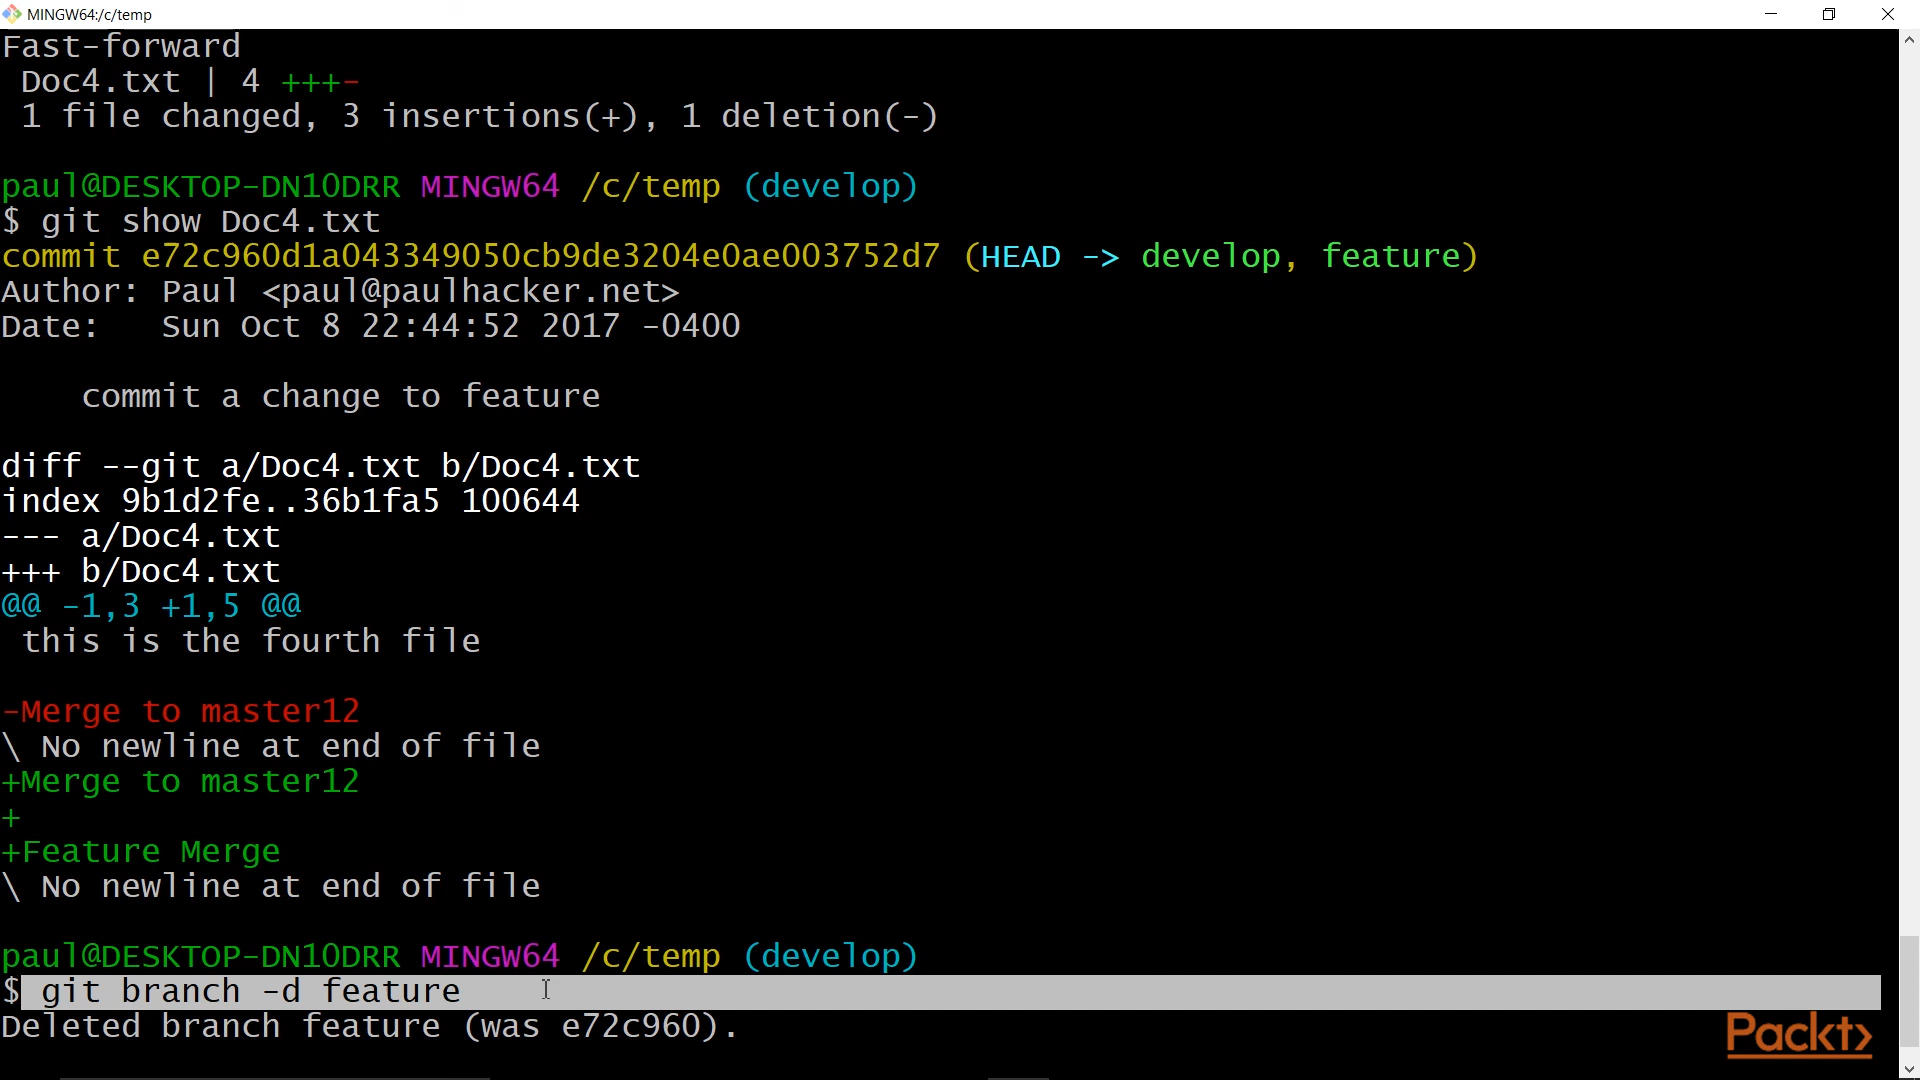 MINGW64:/c/temp
Fast-forward
 Doc4.txt | 4 +++-
 1 file changed, 3 insertions(+), 1 deletion(-)
paul@DESKTOP-DN1ODRR MINGW64 /c/temp (develop)
$ git show Doc4.txt
commit e72c960d1a043349050cb9de3204e0ae003752d7 (HEAD -> develop, feature)
Author: Paul <paul@paulhacker.net>
Date:   Sun Oct 8 22:44:52 2017 -0400
    commit a change to feature
diff --git a/Doc4.txt b/Doc4.txt
index 9b1d2fe..36b1fa5 100644
--- a/Doc4.txt
+++ b/Doc4.txt
@@ -1,3 +1,5 @@
 this is the fourth file
-Merge to master12
\ No newline at end of file
+Merge to master12
+
+Feature Merge
\ No newline at end of file
paul@DESKTOP-DN1ODRR MINGW64 /c/temp (develop)
$ git branch -d feature
Deleted branch feature (was e72c960).
Packt>